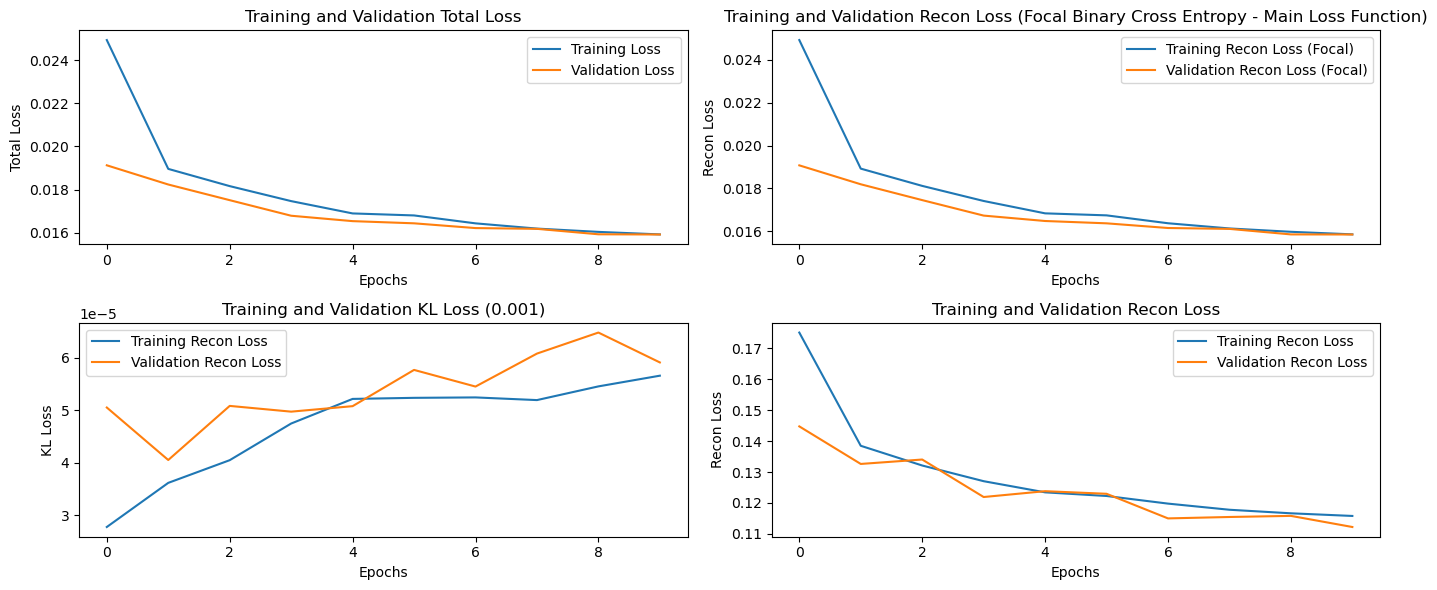 Training and Validation Total Loss
Total Loss
0.024
0.022
0.020
0.018
0.016
Training Loss
Validation Loss
0 2 4 6 8
Epochs
Training and Validation Recon Loss (Focal Binary Cross Entropy - Main Loss Function)
Recon Loss
0.024
0.022
0.020
0.018
0.016
Training Recon Loss (Focal)
Validation Recon Loss (Focal)
0 2 4 6 8
Epochs
Training and Validation KL Loss (0.001)
1e−5
KL Loss
6
5
4
3
Training Recon Loss
Validation Recon Loss
0 2 4 6 8
Epochs
Training and Validation Recon Loss
Recon Loss
0.17
0.16
0.15
0.14
0.13
0.12
0.11
Training Recon Loss
Validation Recon Loss
0 2 4 6 8
Epochs